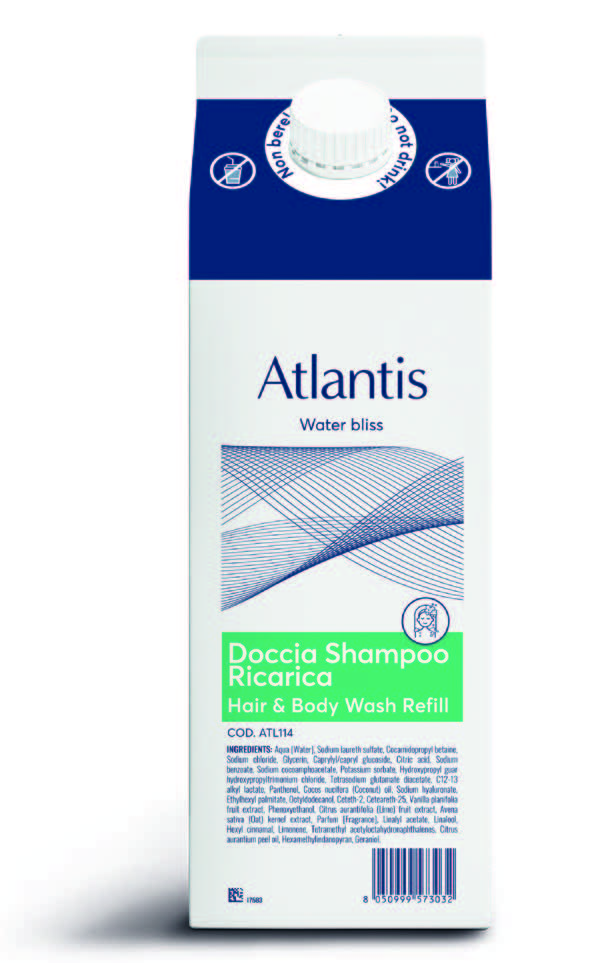 Non bere!
Do not drink!
Atlantis
Water bliss
Doccia Shampoo
Ricarica
Hair & Body Wash Refill
COD. ATL114
INGREDIENTS: Aqua [Water], Sodium laureth sulfate, Cocamidopropyl betaine,
Sodium chloride, Glycerin, Caprylyl/capryl glucoside, Citric acid, Sodium
benzoate, Sodium cocoamphoacetate, Potassium sorbate, Hydroxypropyl guar
hydroxypropyltrimonium chloride, Tetrasodium glutamate diacetate, C12-13
alkyl lactate, Panthenol, Cocos nucifera (Coconut) oil, Sodium hyaluronate,
Ethylhexyl palmitate, Octyldodecanol, Ceteth-2, Ceteareth-25, Vanilla planifolia
fruit extract, Phenoxyethanol, Citrus aurantifolia (Lime) fruit extract, Avena
sativa (Oat) kernel extract, Parfum [Fragrance], Linalyl acetate, Linalool,
Hexyl cinnamal, Limonene, Tetramethyl acetyloctahydronaphthalenes, Citrus
aurantium peel oil, Hexamethylindanopyran, Geraniol.
17603
8 050999 573032